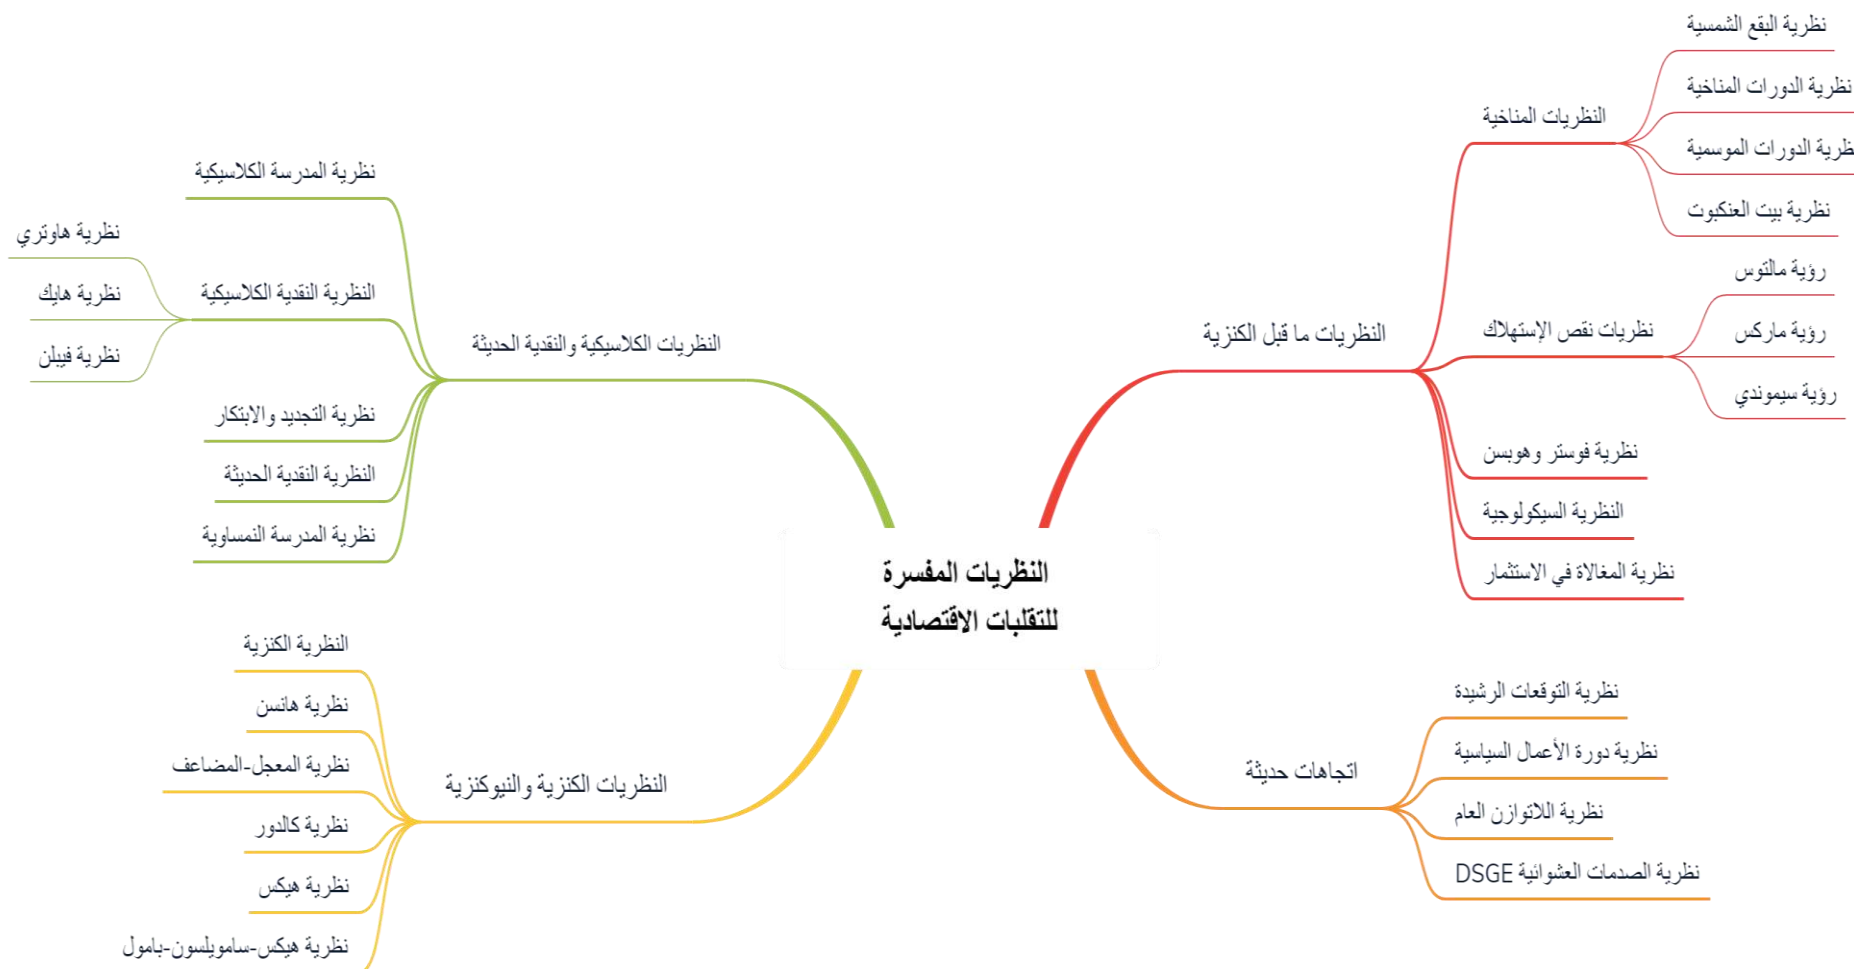 النظريات المفسرة
للتقلبات الاقتصادية
النظريات ما قبل الكنزية
النظريات المناخية
نظرية البقع الشمسية
نظرية الدورات المناخية
ظرية الدورات الموسمية
نظرية بيت العنكبوت
نظريات نقص الإستهلاك
رؤية مالتوس
رؤية ماركس
رؤية سيموندي
نظرية فوستر وهوبسن
النظرية السيكولوجية
نظرية المغالاة في الاستثمار
اتجاهات حديثة
نظرية التوقعات الرشيدة
نظرية دورة الأعمال السياسية
نظرية اللاتوازن العام
نظرية الصدمات العشوائية DSGE
النظريات الكلاسيكية والنقدية الحديثة
نظرية المدرسة الكلاسيكية
النظرية النقدية الكلاسيكية
نظرية هاوتري
نظرية هايك
نظرية فيبلن
نظرية التجديد والابتكار
النظرية النقدية الحديثة
نظرية المدرسة النمساوية
النظريات الكنزية والنيوكنزية
النظرية الكنزية
نظرية هانسن
نظرية المعجل-المضاعف
نظرية كالدور
نظرية هيكس
نظرية هيكس-سامويلسون-بامول